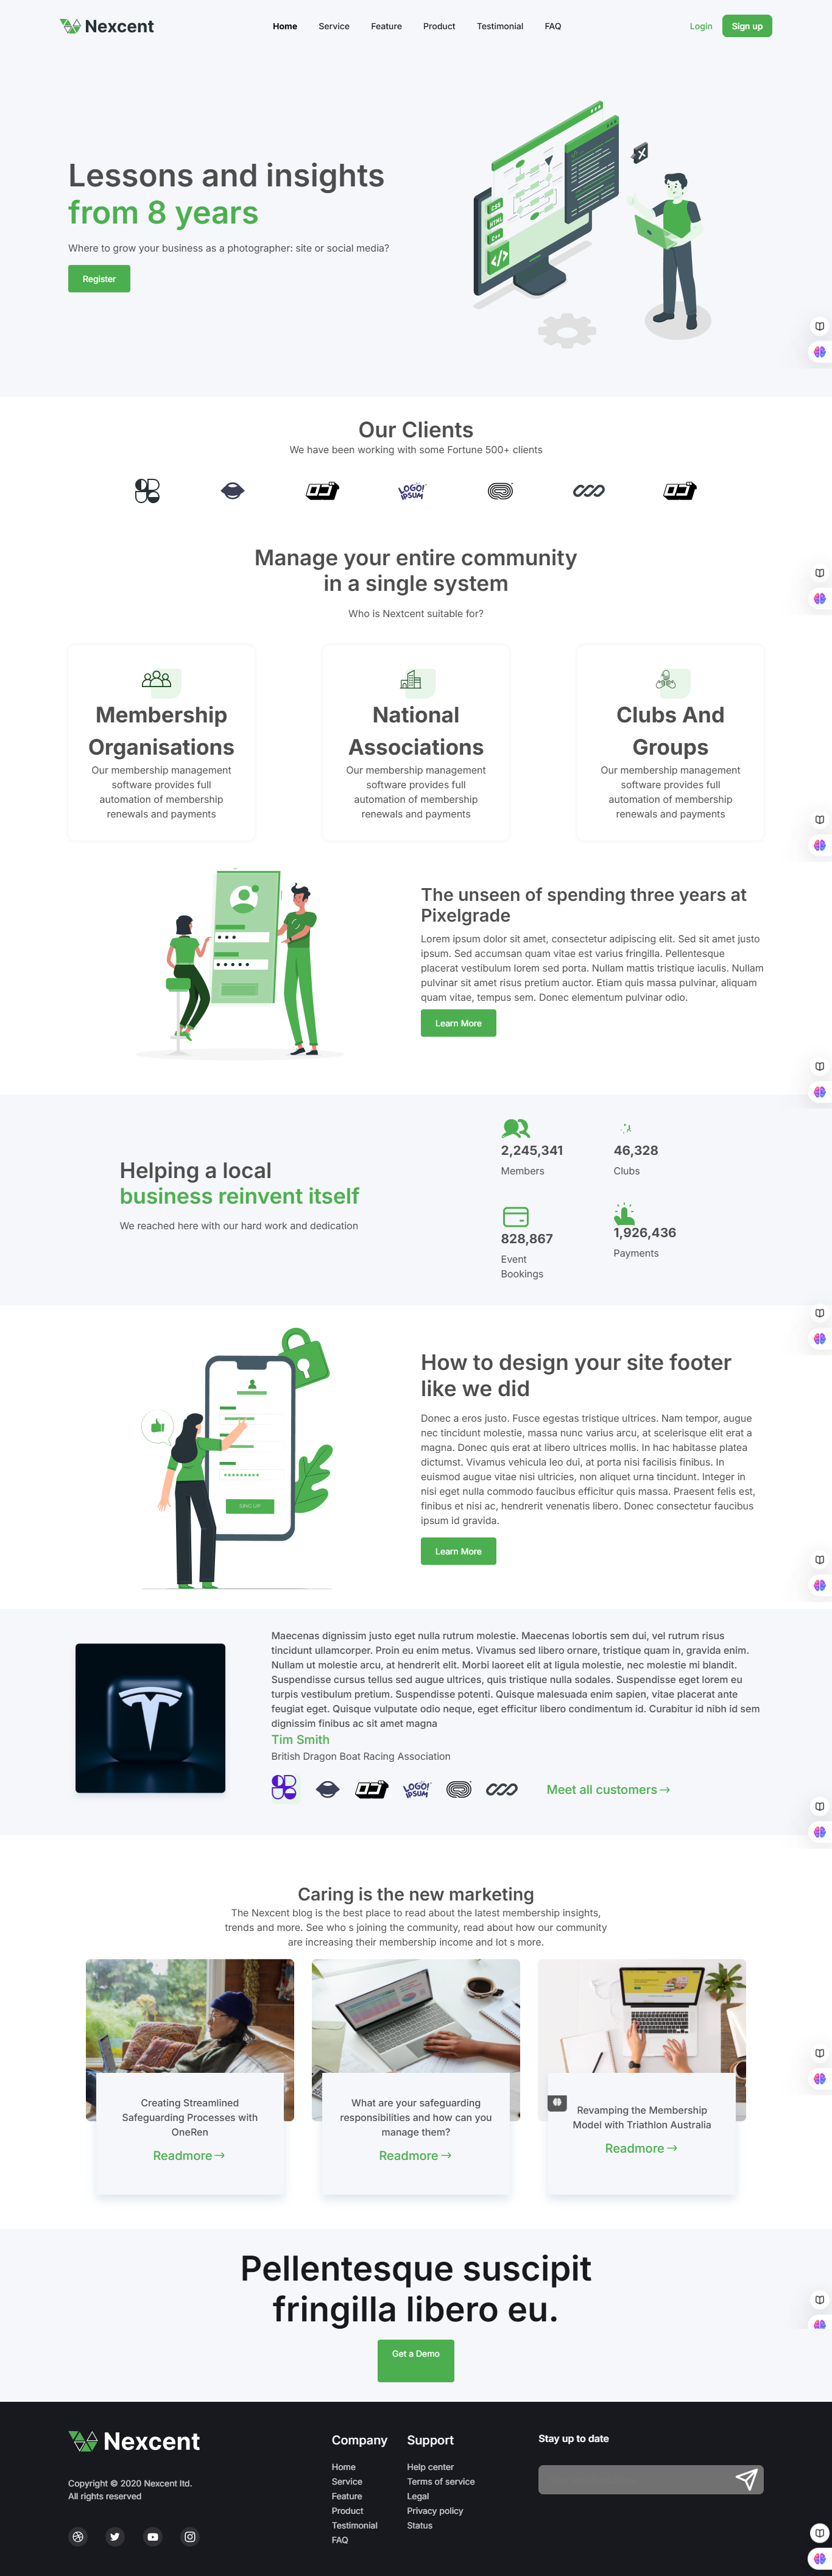 Nexcent
Home Service Feature Product Testimonial FAQ
Login Sign up
Lessons and insights
from 8 years
Where to grow your business as a photographer: site or social media?
Register
CSS
HTML
C++
</>
Our Clients
We have been working with some Fortune 500+ clients
LOGO!
IPSUM
Manage your entire community
in a single system
Who is Nextcent suitable for?
Membership
Organisations
Our membership management
software provides full
automation of membership
renewals and payments
National
Associations
Our membership management
software provides full
automation of membership
renewals and payments
Clubs And
Groups
Our membership management
software provides full
automation of membership
renewals and payments
The unseen of spending three years at
Pixelgrade
Lorem ipsum dolor sit amet, consectetur adipiscing elit. Sed sit amet justo
ipsum. Sed accumsan quam vitae est varius fringilla. Pellentesque
placerat vestibulum lorem sed porta. Nullam mattis tristique iaculis. Nullam
pulvinar sit amet risus pretium auctor. Etiam quis massa pulvinar, aliquam
quam vitae, tempus sem. Donec elementum pulvinar odio.
Learn More
Helping a local
business reinvent itself
We reached here with our hard work and dedication
2,245,341
Members
46,328
Clubs
828,867
Event
Bookings
1,926,436
Payments
SING UP
How to design your site footer
like we did
Donec a eros justo. Fusce egestas tristique ultrices. Nam tempor, augue
nec tincidunt molestie, massa nunc varius arcu, at scelerisque elit erat a
magna. Donec quis erat at libero ultrices mollis. In hac habitasse platea
dictumst. Vivamus vehicula leo dui, at porta nisi facilisis finibus. In
euismod augue vitae nisi ultricies, non aliquet urna tincidunt. Integer in
nisi eget nulla commodo faucibus efficitur quis massa. Praesent felis est,
finibus et nisi ac, hendrerit venenatis libero. Donec consectetur faucibus
ipsum id gravida.
Learn More
Maecenas dignissim justo eget nulla rutrum molestie. Maecenas lobortis sem dui, vel rutrum risus
tincidunt ullamcorper. Proin eu enim metus. Vivamus sed libero ornare, tristique quam in, gravida enim.
Nullam ut molestie arcu, at hendrerit elit. Morbi laoreet elit at ligula molestie, nec molestie mi blandit.
Suspendisse cursus tellus sed augue ultrices, quis tristique nulla sodales. Suspendisse eget lorem eu
turpis vestibulum pretium. Suspendisse potenti. Quisque malesuada enim sapien, vitae placerat ante
feugiat eget. Quisque vulputate odio neque, eget efficitur libero condimentum id. Curabitur id nibh id sem
dignissim finibus ac sit amet magna
Tim Smith
British Dragon Boat Racing Association
LOGO!
IPSUM
Meet all customers →
Caring is the new marketing
The Nexcent blog is the best place to read about the latest membership insights,
trends and more. See who s joining the community, read about how our community
are increasing their membership income and lot s more.
Creating Streamlined
Safeguarding Processes with
OneRen
Readmore →
What are your safeguarding
responsibilities and how can you
manage them?
Readmore →
Revamping the Membership
Model with Triathlon Australia
Readmore →
Pellentesque suscipit
fringilla libero eu.
Get a Demo
Nexcent
Copyright © 2020 Nexcent ltd.
All rights reserved
Company
Home
Service
Feature
Product
Testimonial
FAQ
Support
Help center
Terms of service
Legal
Privacy policy
Status
Stay up to date